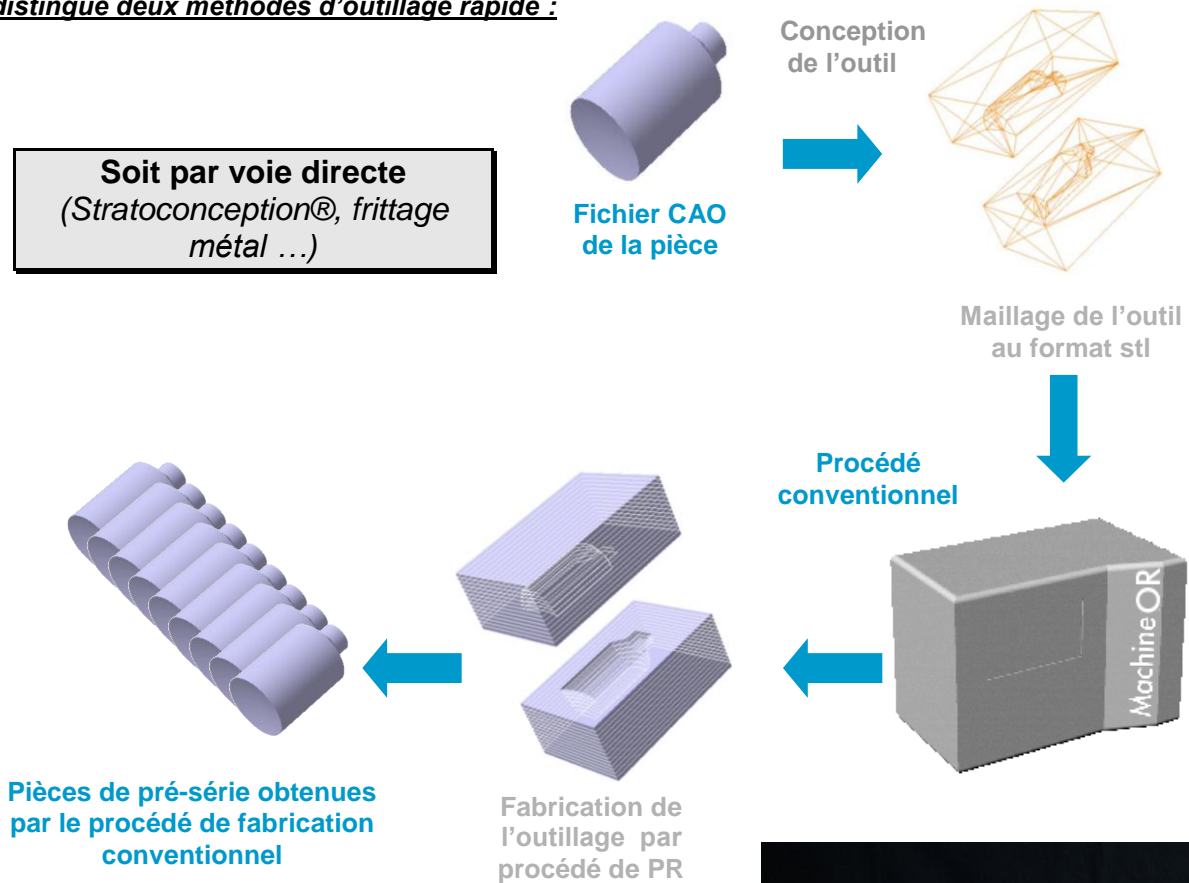 distingue deux méthodes d'outillage rapide :
Conception
de l'outil
Soit par voie directe
(Stratoconception®, frittage
métal …)
Fichier CAO
de la pièce
Maillage de l'outil
au format stl
Procédé
conventionnel
Machine OR
Pièces de pré-série obtenues
par le procédé de fabrication
conventionnel
Fabrication de
l'outillage par
procédé de PR